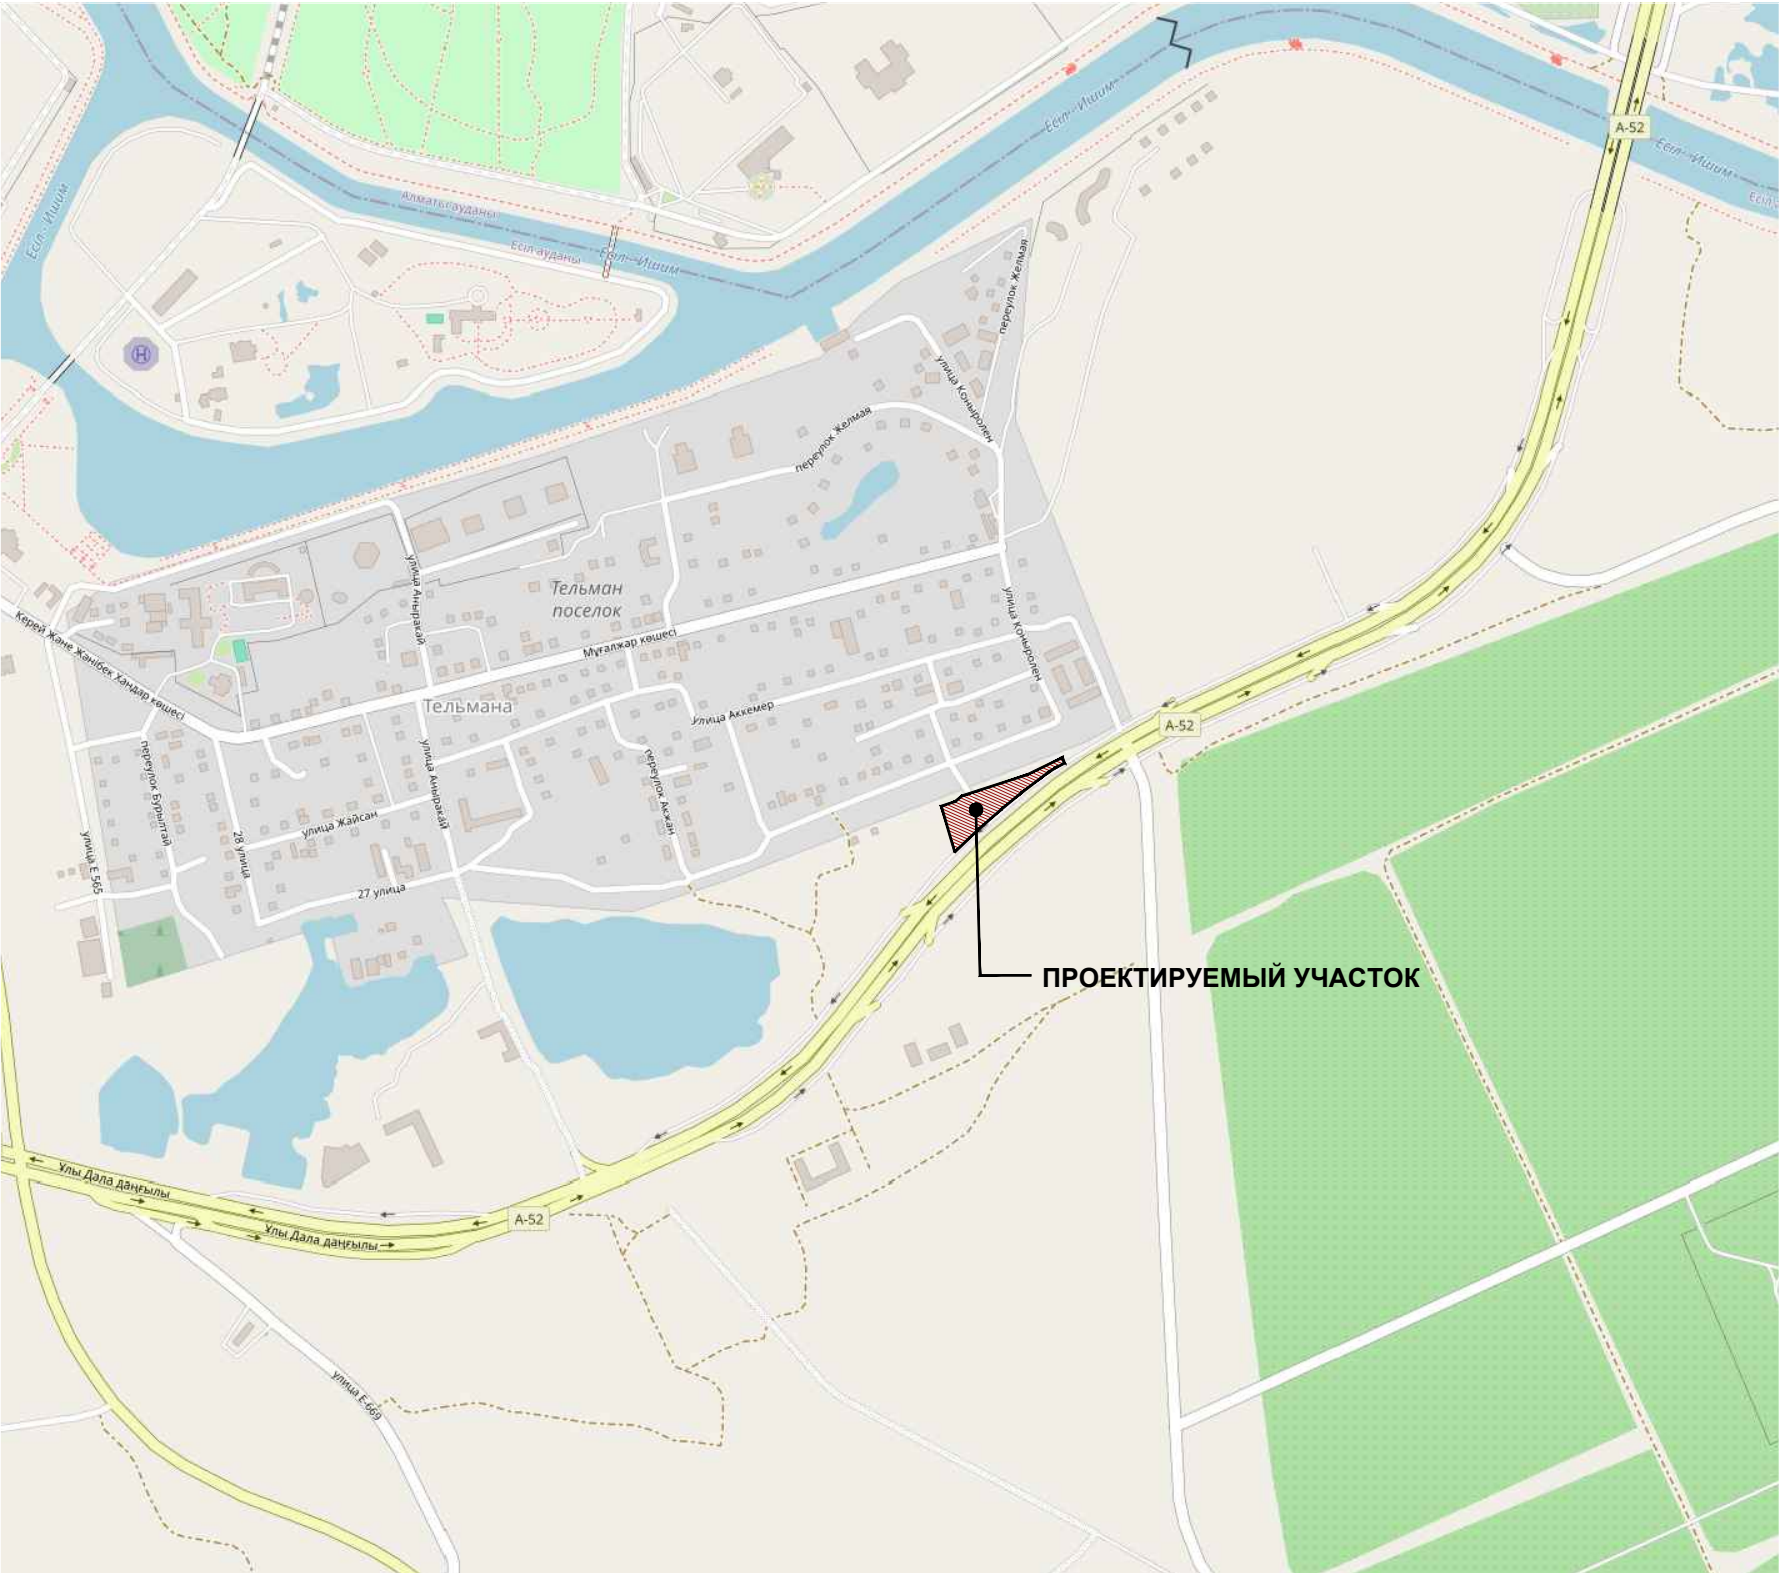 А-52
Есіл - Ишим
Есіл - Ишим
Есіл
Есіл - Ишим
Алматы ауданы
Есіл ауданы
Есіл - Ишим
переулок Желмая
H
улица Коныролен
переулок Желмая
улица Аныракай
Тельман
поселок
улица Коныролен
Керей Және Жәнібек Хандар көшесі
Мұғалжар көшесі
Тельмана
Улица Аккемер
А-52
переулок Бурылтай
улица Аныракай
переулок Акжан
улица Жайсан
улица Е 565
28 улица
27 улица
ПРОЕКТИРУЕМЫЙ УЧАСТОК
Ұлы Дала даңғылы
А-52
Ұлы Дала даңғылы
улица Е-669